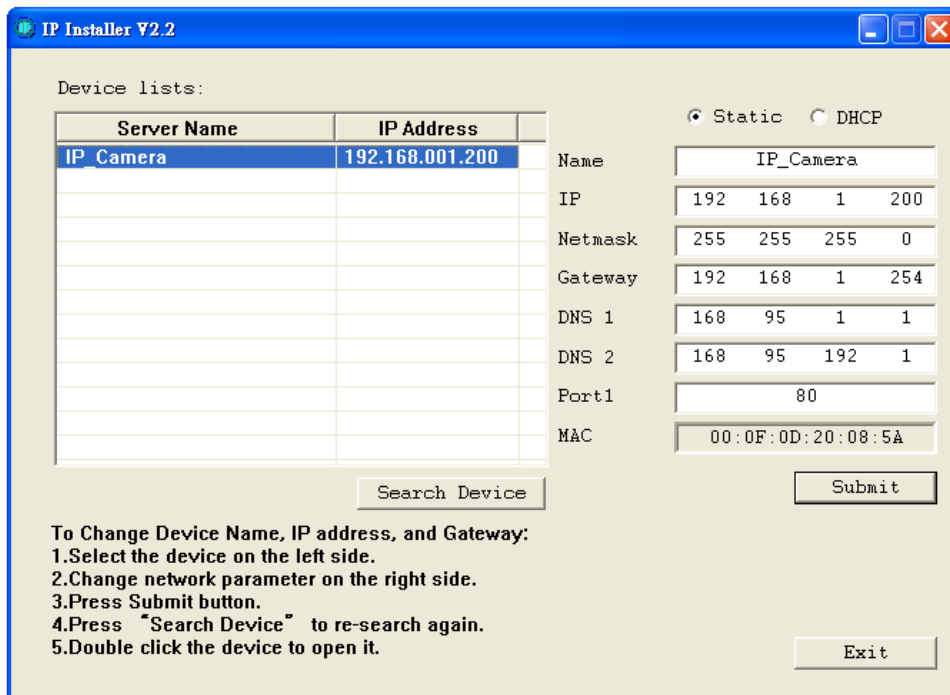 IP Installer V2.2
Device lists:
Server Name IP Address
IP_Camera 192.168.001.200
Static DHCP
Name IP_Camera
IP 192 168 1 200
Netmask 255 255 255 0
Gateway 192 168 1 254
DNS 1 168 95 1 1
DNS 2 168 95 192 1
Port1 80
MAC 00:0F:0D:20:08:5A
Search Device
Submit
To Change Device Name, IP address, and Gateway:
1.Select the device on the left side.
2.Change network parameter on the right side.
3.Press Submit button.
4.Press “Search Device” to re-search again.
5.Double click the device to open it.
Exit